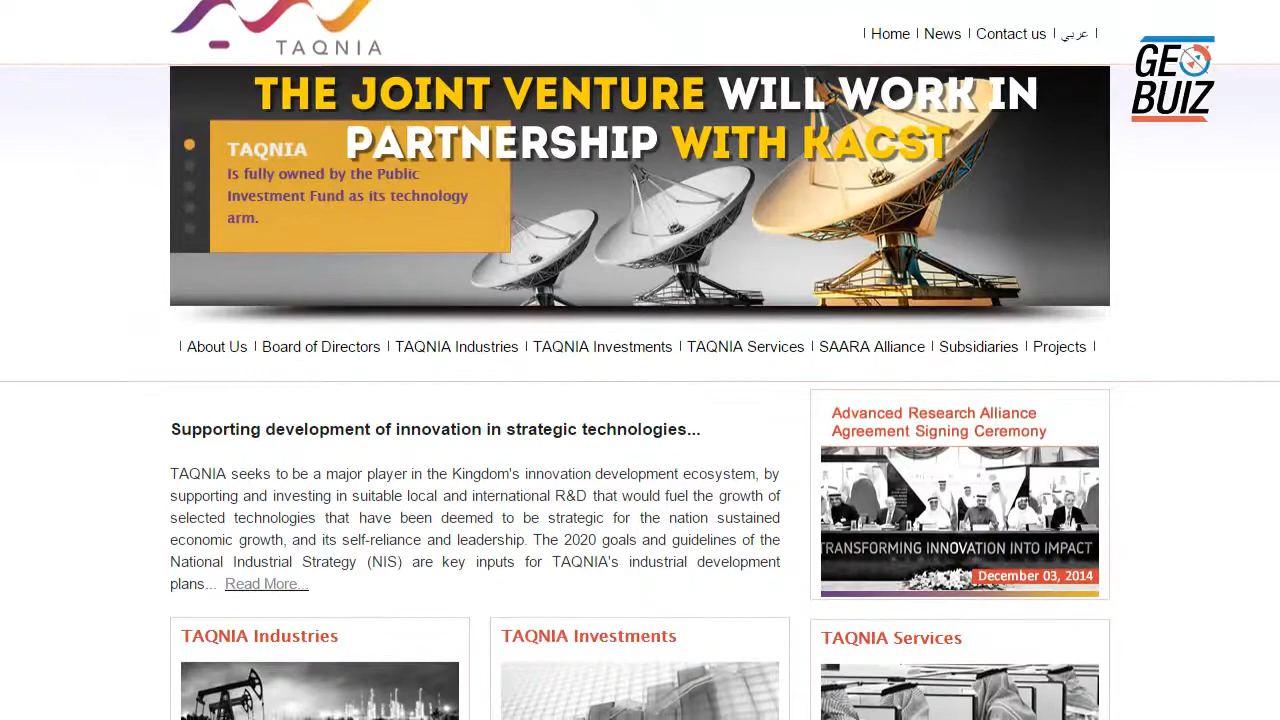 TAQNIA
Home
News
Contact us
عربي
GEO
BUIZ
THE JOINT VENTURE WILL WORK IN
PARTNERSHIP WITH KACST
TAQNIA
Is fully owned by the Public
Investment Fund as its technology
arm.
About Us
Board of Directors
TAQNIA Industries
TAQNIA Investments
TAQNIA Services
SAARA Alliance
Subsidiaries
Projects
Supporting development of innovation in strategic technologies...
TAQNIA seeks to be a major player in the Kingdom's innovation development ecosystem, by
supporting and investing in suitable local and international R&D that would fuel the growth of
selected technologies that have been deemed to be strategic for the nation sustained
economic growth, and its self-reliance and leadership. The 2020 goals and guidelines of the
National Industrial Strategy (NIS) are key inputs for TAQNIA's industrial development
plans... Read More...
Advanced Research Alliance
Agreement Signing Ceremony
TRANSFORMING INNOVATION INTO IMPACT
December 03, 2014
TAQNIA Industries
TAQNIA Investments
TAQNIA Services